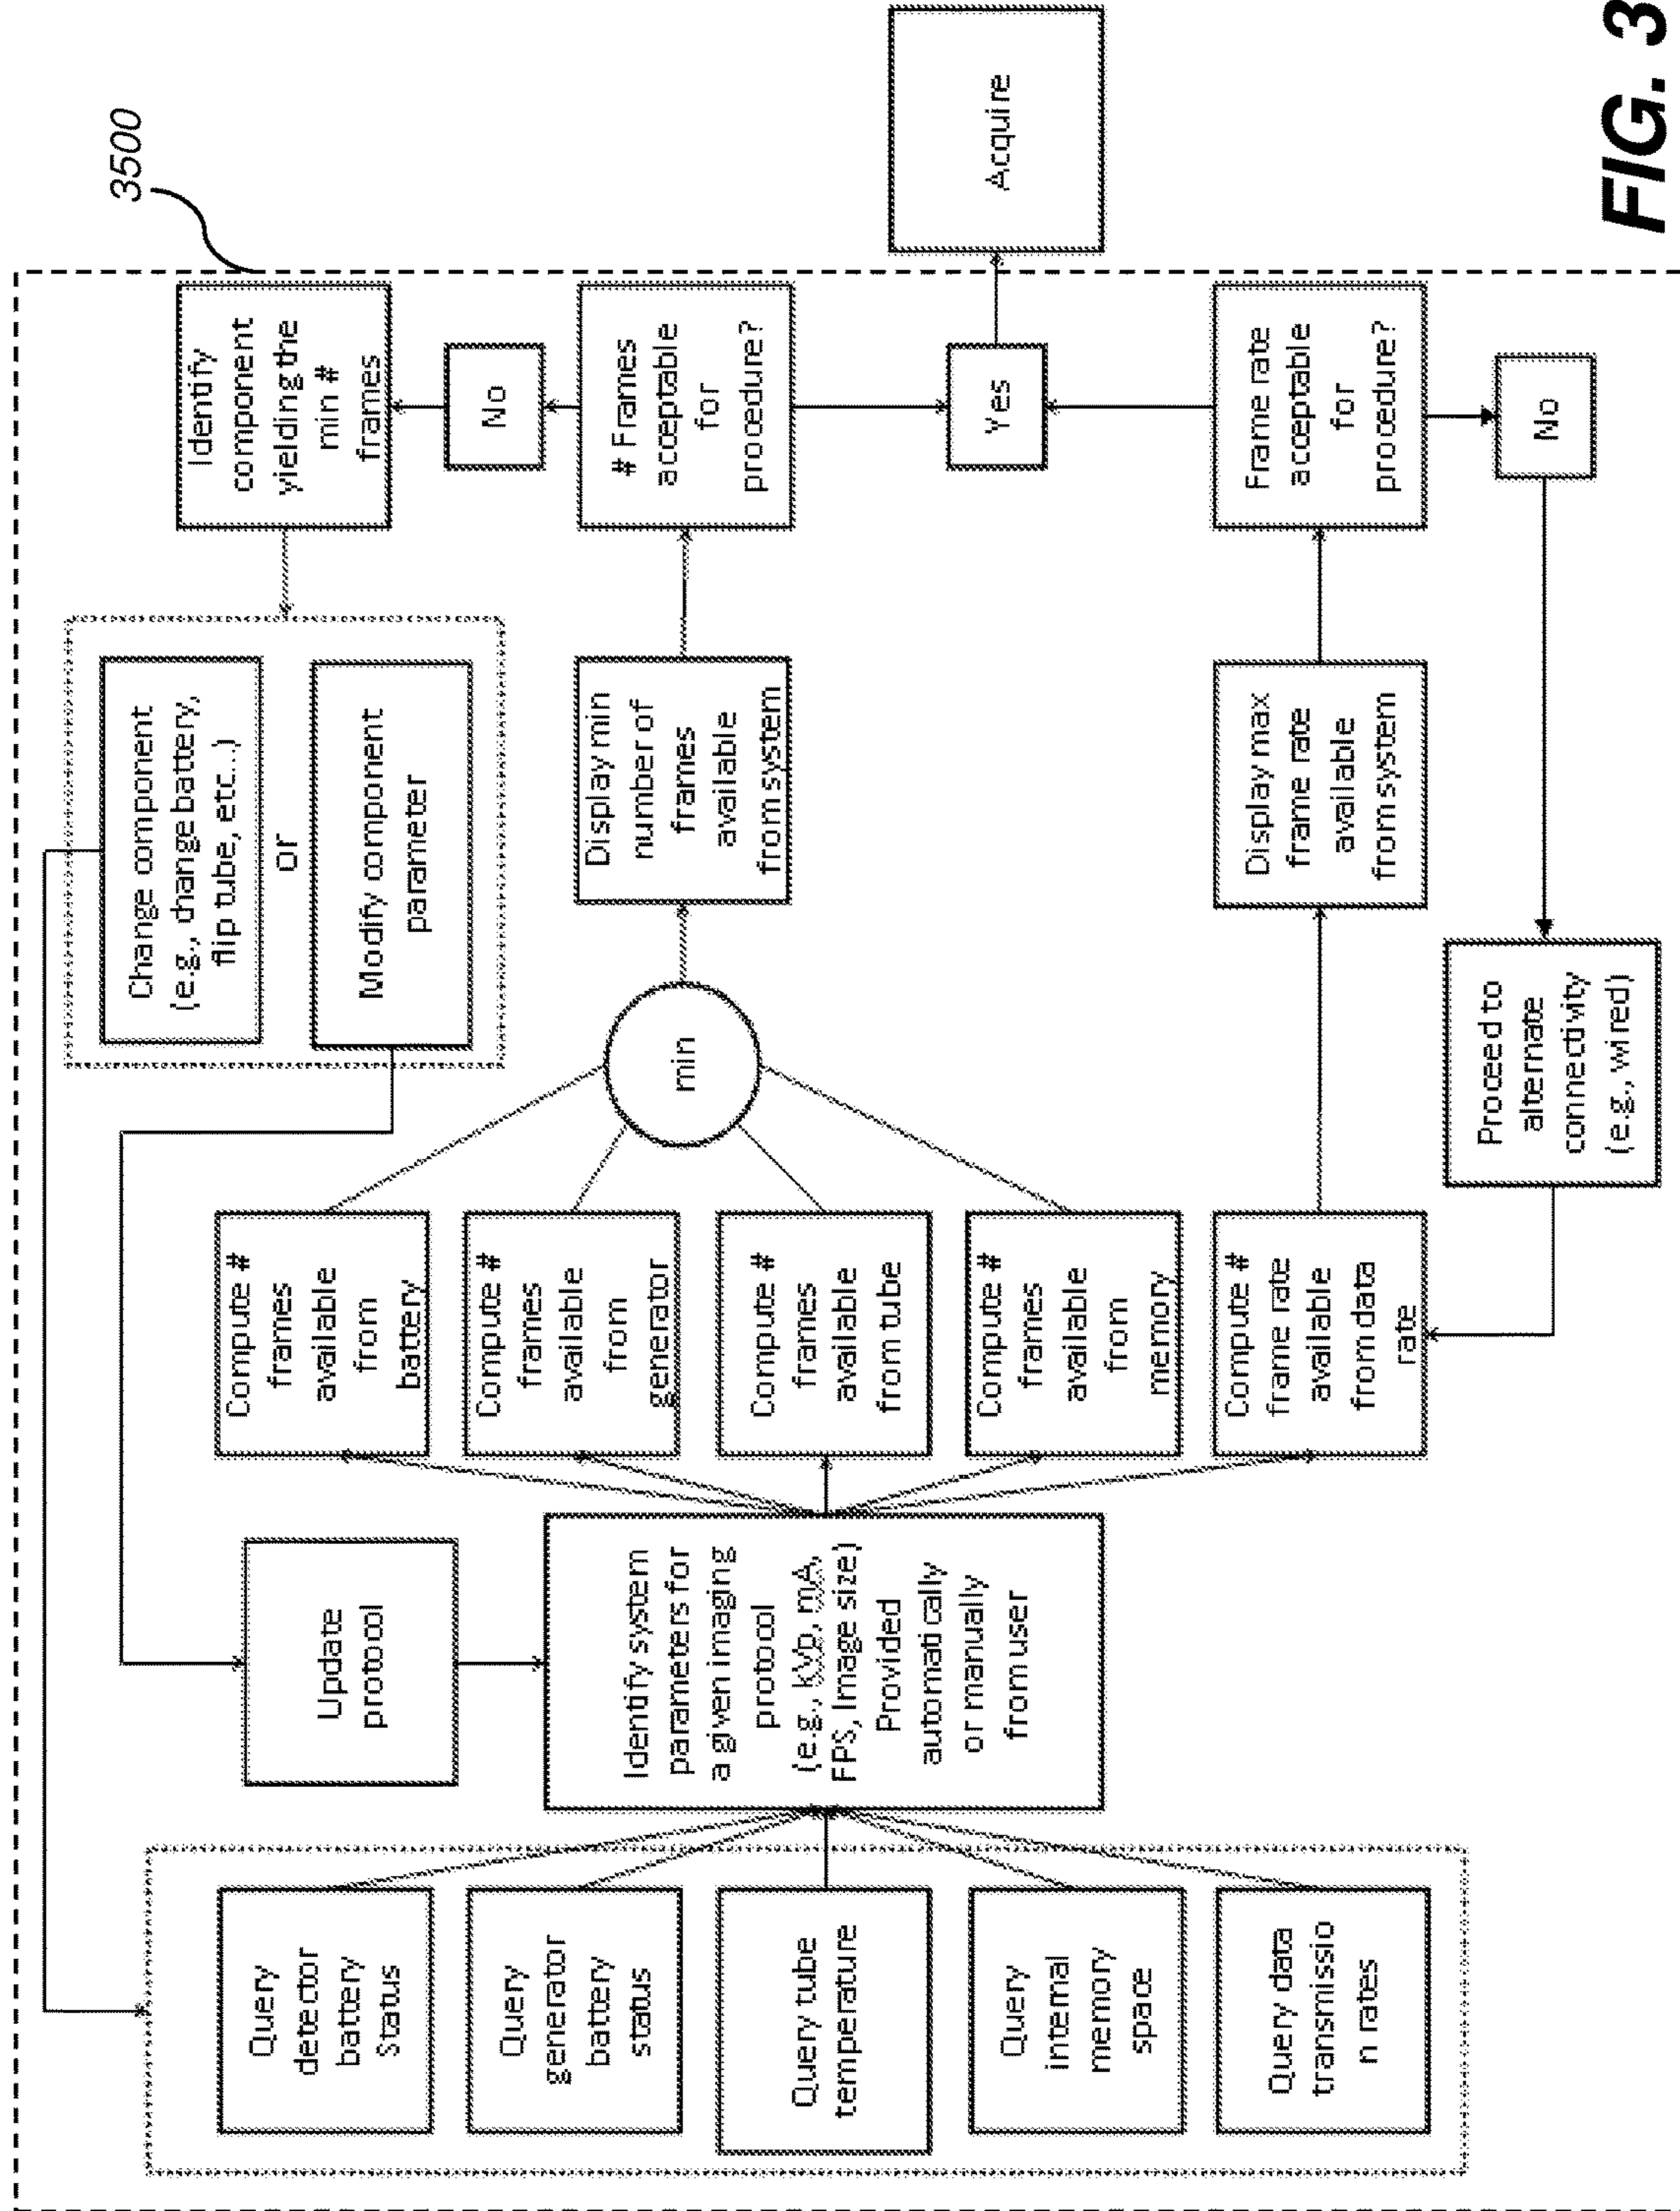 3500
Query
detector
battery
Status
Query
generator
battery
status
Query tube
temperature
Query
internal
memory
space
Query data
transmissio
n rates
Update
protocol
Identify system
parameters for
a given imaging
protocol
(e.g., kVp, mA,
FPS, Image size)
Provided
automatically
or manually
from user
Compute #
frames
available
from
battery
Compute #
frames
available
from
generator
Compute #
frames
available
from tube
Compute #
frames
available
from
memory
Compute #
frame rate
available
from data
rate
min
Change component
(e.g., change battery,
flip tube, etc...)
or
Modify component
parameter
Display min
number of
frames
available
from system
Display max
frame rate
available
from system
Proceed to
alternate
connectivity
(e.g., wired)
Identify
component
yielding the
min #
frames
No
# Frames
acceptable
for
procedure?
Yes
Frame rate
acceptable
for
procedure?
No
Acquire
FIG. 3